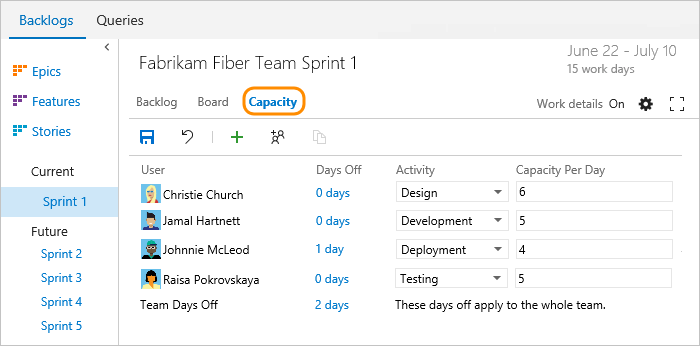 Backlogs Queries
Epics
Features
Stories
Current
Sprint 1
Future
Sprint 2
Sprint 3
Sprint 4
Sprint 5
Fabrikam Fiber Team Sprint 1
June 22 - July 10
15 work days
Backlog Board Capacity Work details On
User Days Off Activity Capacity Per Day
Christie Church 0 days Design 6
Jamal Hartnett 0 days Development 5
Johnnie McLeod 1 day Deployment 4
Raisa Pokrovskaya 0 days Testing 5
Team Days Off 2 days These days off apply to the whole team.